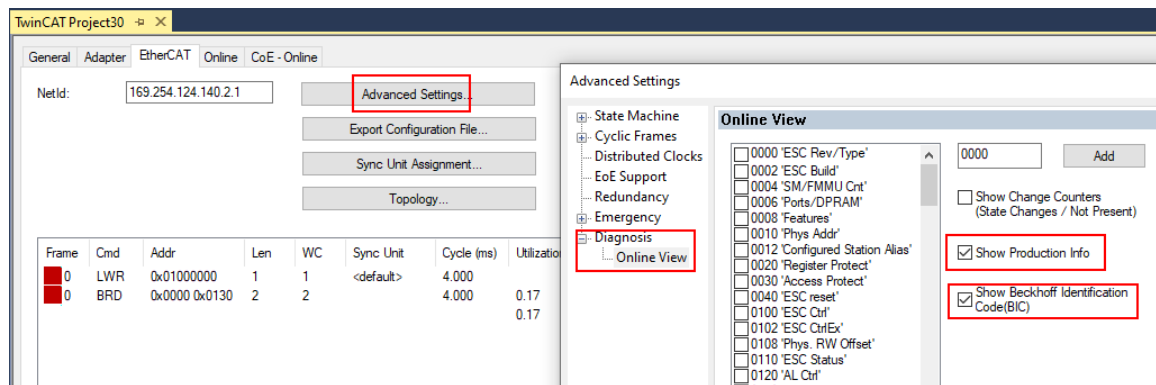 TwinCAT Project30
General Adapter EtherCAT Online CoE - Online
NetId: 169.254.124.140.2.1
Advanced Settings...
Export Configuration File...
Sync Unit Assignment...
Topology...
Frame Cmd Addr Len WC Sync Unit Cycle (ms) Utilizatio
0 LWR 0x01000000 1 1 <default> 4.000
0 BRD 0x0000 0x0130 2 2 4.000 0.17
0.17
Advanced Settings
State Machine
Cyclic Frames
Distributed Clocks
EoE Support
Redundancy
Emergency
Diagnosis
Online View
Online View
0000 'ESC Rev/Type'
0002 'ESC Build'
0004 'SM/FMMU Cnt'
0006 'Ports/DPRAM'
0008 'Features'
0010 'Phys Addr'
0012 'Configured Station Alias'
0020 'Register Protect'
0030 'Access Protect'
0040 'ESC reset'
0100 'ESC Ctrl'
0102 'ESC CtrlEx'
0108 'Phys. RW Offset'
0110 'ESC Status'
0120 'AL Ctrl'
0000 Add
Show Change Counters
(State Changes / Not Present)
Show Production Info
Show Beckhoff Identification
Code(BIC)